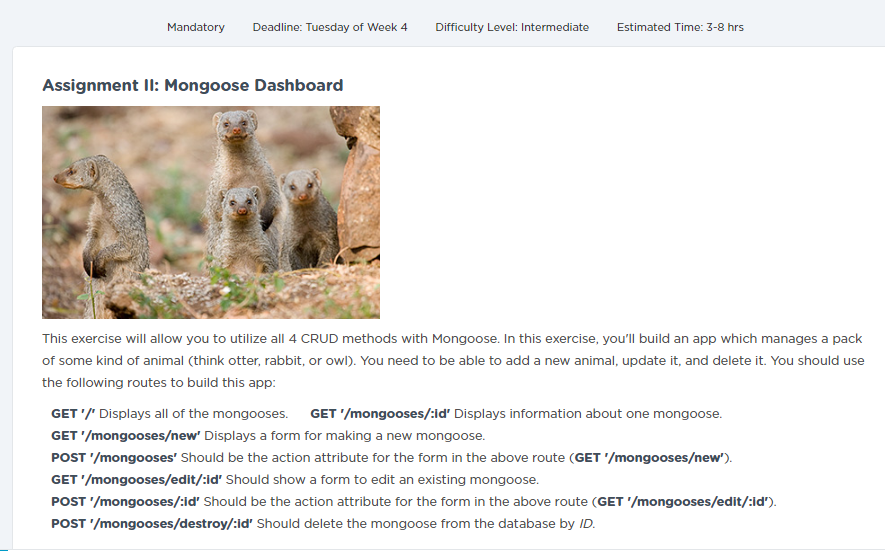 Mandatory Deadline: Tuesday of Week 4 Difficulty Level: Intermediate Estimated Time: 3-8 hrs
Assignment II: Mongoose Dashboard
This exercise will allow you to utilize all 4 CRUD methods with Mongoose. In this exercise, you'll build an app which manages a pack
of some kind of animal (think otter, rabbit, or owl). You need to be able to add a new animal, update it, and delete it. You should use
the following routes to build this app:
GET '/' Displays all of the mongooses. GET '/mongooses/:id' Displays information about one mongoose.
GET '/mongooses/new' Displays a form for making a new mongoose.
POST '/mongooses' Should be the action attribute for the form in the above route (GET '/mongooses/new').
GET '/mongooses/edit/:id' Should show a form to edit an existing mongoose.
POST '/mongooses/:id' Should be the action attribute for the form in the above route (GET '/mongooses/edit/:id').
POST '/mongooses/destroy/:id' Should delete the mongoose from the database by ID.